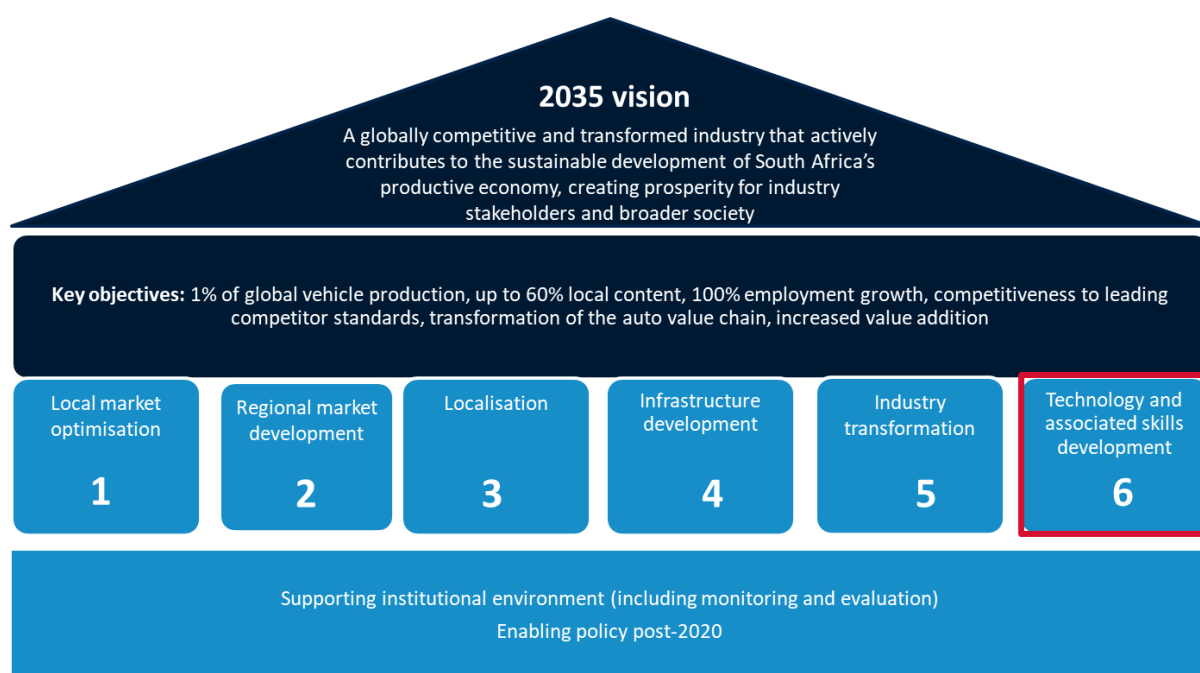 2035 vision
A globally competitive and transformed industry that actively
contributes to the sustainable development of South Africa’s
productive economy, creating prosperity for industry
stakeholders and broader society
Key objectives: 1% of global vehicle production, up to 60% local content, 100% employment growth, competitiveness to leading
competitor standards, transformation of the auto value chain, increased value addition
Local market
optimisation
1
Regional market
development
2
Localisation
3
Infrastructure
development
4
Industry
transformation
5
Technology and
associated skills
development
6
Supporting institutional environment (including monitoring and evaluation)
Enabling policy post-2020